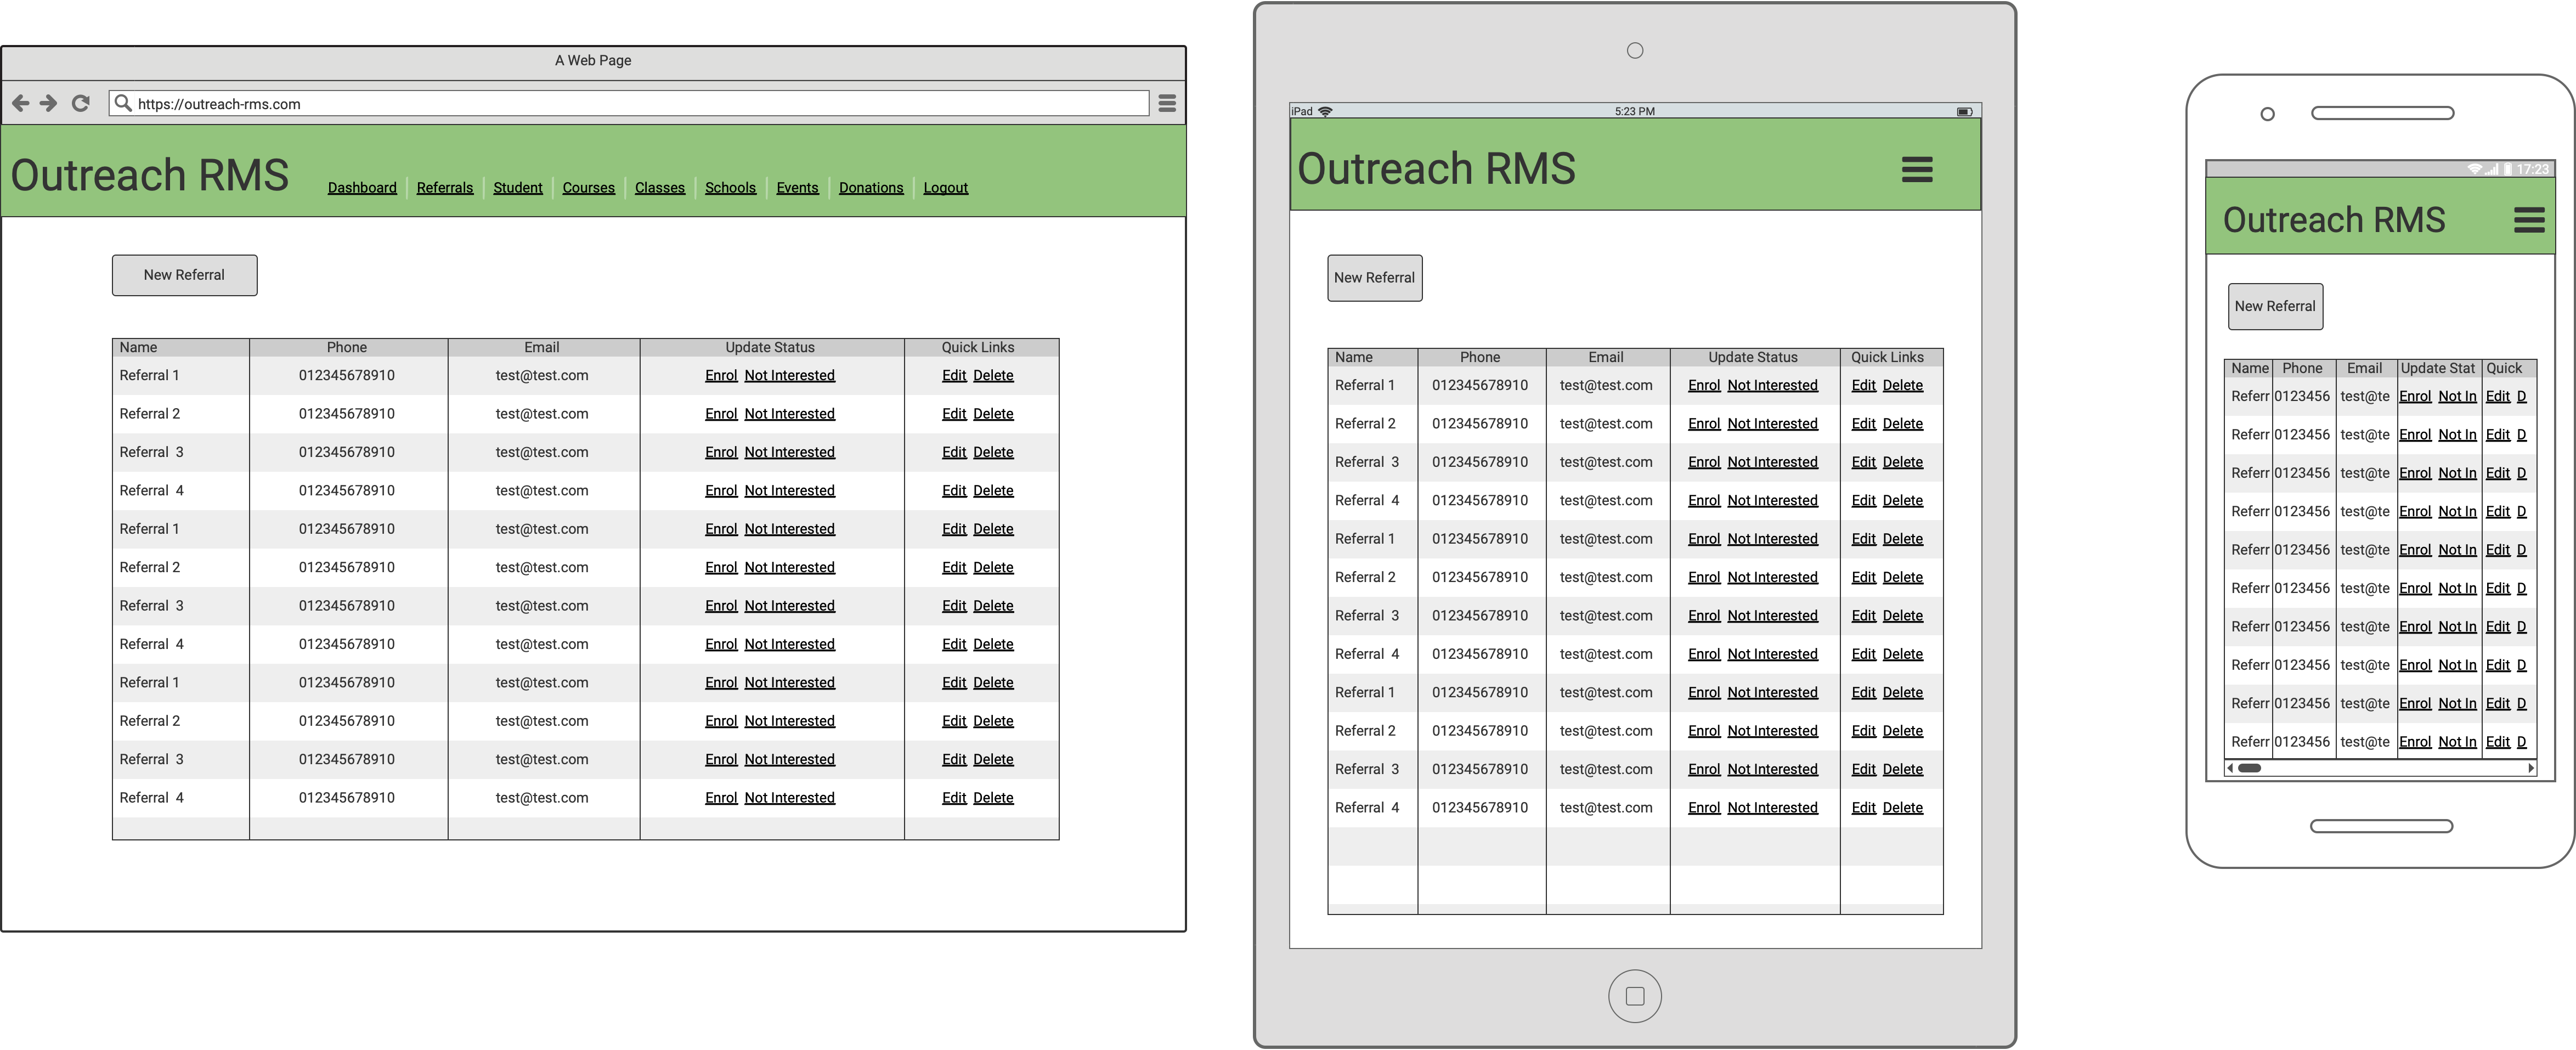 A Web Page
https://outreach-rms.com
Outreach RMS
Dashboard Referrals Student Courses Classes Schools Events Donations Logout
New Referral
Name Phone Email Update Status Quick Links
Referral 1 012345678910 test@test.com Enrol Not Interested Edit Delete
Referral 2 012345678910 test@test.com Enrol Not Interested Edit Delete
Referral 3 012345678910 test@test.com Enrol Not Interested Edit Delete
Referral 4 012345678910 test@test.com Enrol Not Interested Edit Delete
Referral 1 012345678910 test@test.com Enrol Not Interested Edit Delete
Referral 2 012345678910 test@test.com Enrol Not Interested Edit Delete
Referral 3 012345678910 test@test.com Enrol Not Interested Edit Delete
Referral 4 012345678910 test@test.com Enrol Not Interested Edit Delete
Referral 1 012345678910 test@test.com Enrol Not Interested Edit Delete
Referral 2 012345678910 test@test.com Enrol Not Interested Edit Delete
Referral 3 012345678910 test@test.com Enrol Not Interested Edit Delete
Referral 4 012345678910 test@test.com Enrol Not Interested Edit Delete
iPad 5:23 PM
Outreach RMS
New Referral
Name Phone Email Update Status Quick Links
Referral 1 012345678910 test@test.com Enrol Not Interested Edit Delete
Referral 2 012345678910 test@test.com Enrol Not Interested Edit Delete
Referral 3 012345678910 test@test.com Enrol Not Interested Edit Delete
Referral 4 012345678910 test@test.com Enrol Not Interested Edit Delete
Referral 1 012345678910 test@test.com Enrol Not Interested Edit Delete
Referral 2 012345678910 test@test.com Enrol Not Interested Edit Delete
Referral 3 012345678910 test@test.com Enrol Not Interested Edit Delete
Referral 4 012345678910 test@test.com Enrol Not Interested Edit Delete
Referral 1 012345678910 test@test.com Enrol Not Interested Edit Delete
Referral 2 012345678910 test@test.com Enrol Not Interested Edit Delete
Referral 3 012345678910 test@test.com Enrol Not Interested Edit Delete
Referral 4 012345678910 test@test.com Enrol Not Interested Edit Delete
17:23
Outreach RMS
New Referral
Name Phone Email Update Stat Quick
Referr 0123456 test@te Enrol Not In Edit D
Referr 0123456 test@te Enrol Not In Edit D
Referr 0123456 test@te Enrol Not In Edit D
Referr 0123456 test@te Enrol Not In Edit D
Referr 0123456 test@te Enrol Not In Edit D
Referr 0123456 test@te Enrol Not In Edit D
Referr 0123456 test@te Enrol Not In Edit D
Referr 0123456 test@te Enrol Not In Edit D
Referr 0123456 test@te Enrol Not In Edit D
Referr 0123456 test@te Enrol Not In Edit D